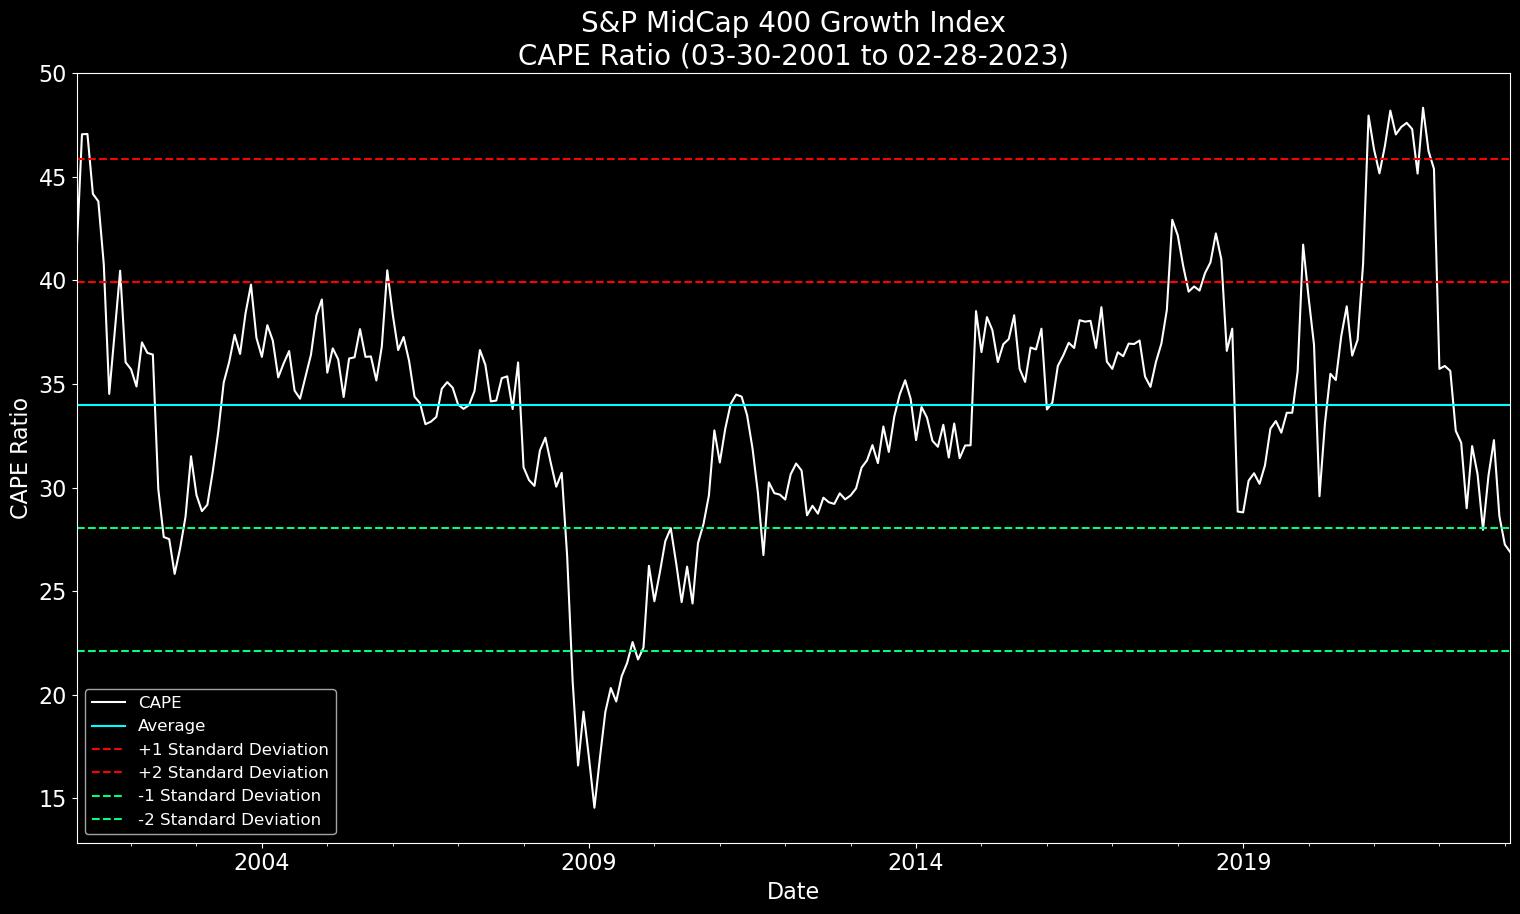 S&P MidCap 400 Growth Index
CAPE Ratio (03-30-2001 to 02-28-2023)
50
45
40
35
30
25
20
15
CAPE Ratio
CAPE
Average
+1 Standard Deviation
+2 Standard Deviation
-1 Standard Deviation
-2 Standard Deviation
2004
2009
2014
2019
Date